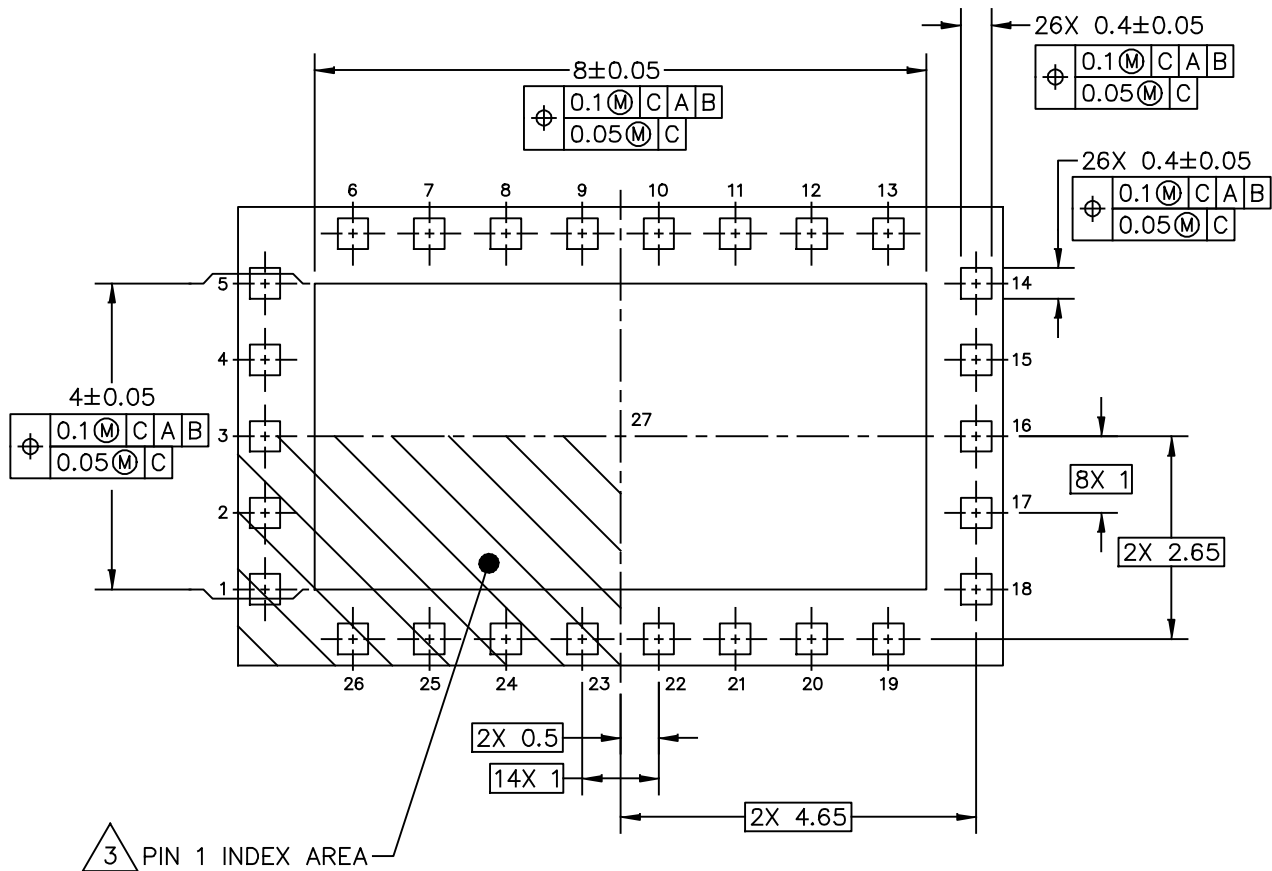 26X 0.4±0.05
⌖ 0.1Ⓜ C A B
0.05Ⓜ C
8±0.05
⌖ 0.1Ⓜ C A B
0.05Ⓜ C
26X 0.4±0.05
⌖ 0.1Ⓜ C A B
0.05Ⓜ C
6 7 8 9 10 11 12 13
5 14
4 15
4±0.05
⌖ 0.1Ⓜ C A B
0.05Ⓜ C
3 27 16
8X 1
2 17
2X 2.65
1 18
26 25 24 23 22 21 20 19
2X 0.5
14X 1
2X 4.65
3 PIN 1 INDEX AREA